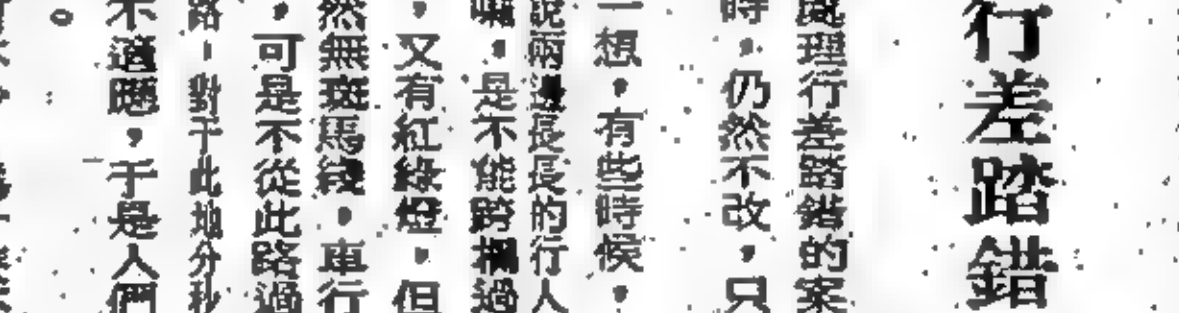 行差踏錯
處理行差踏錯的案
時，仍然不改，只
一想，有些時候，
說兩邊長長的行人
是不能跨欄過
，又有紅綠燈，但
然無斑馬綫，車行
，可是不從此路過
路，對于此地分秒
不適應，于是人們
。